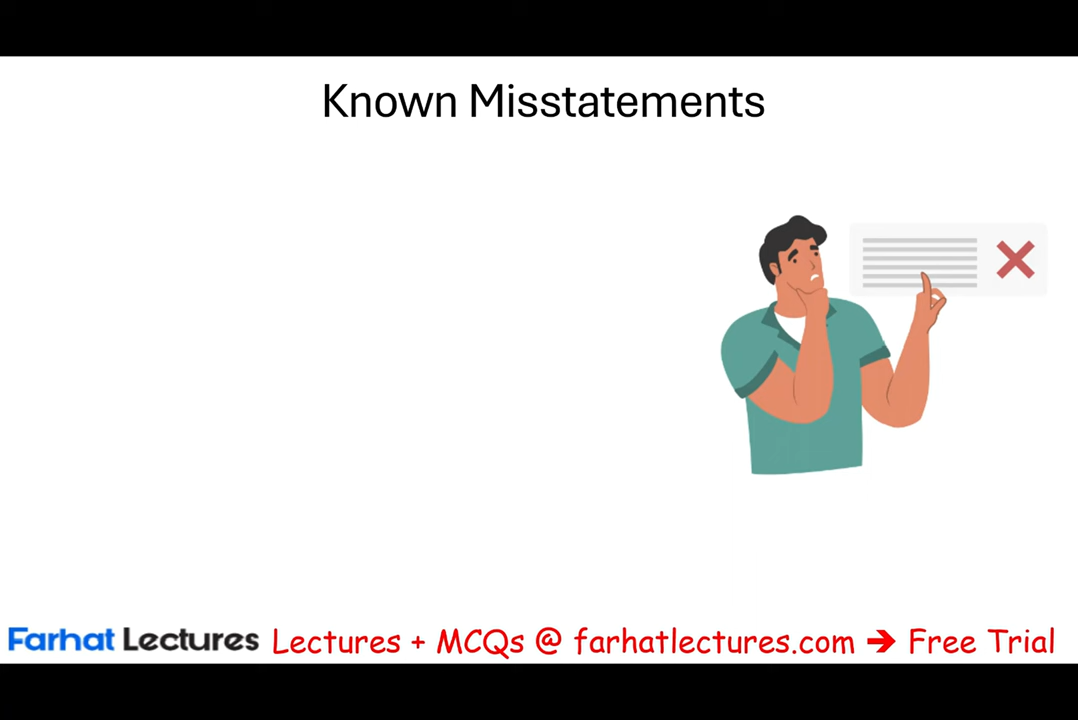 Known Misstatements
Farhat Lectures Lectures + MCQs @ farhatlectures.com → Free Trial